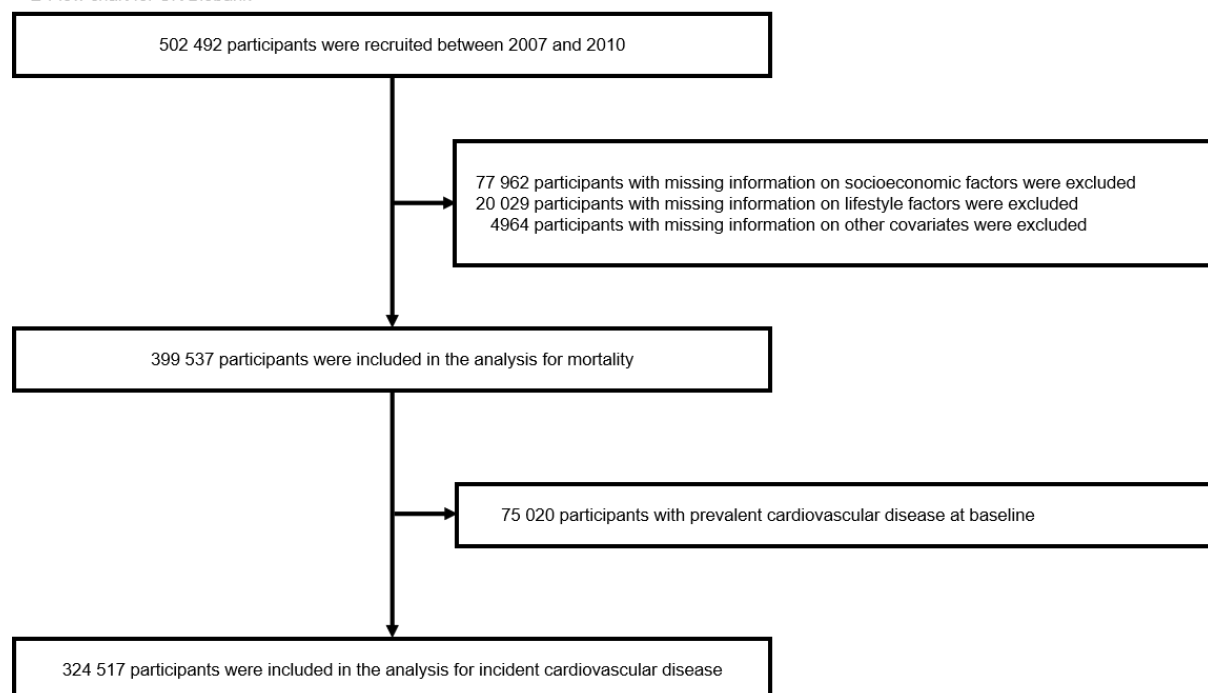 502 492 participants were recruited between 2007 and 2010
77 962 participants with missing information on socioeconomic factors were excluded
20 029 participants with missing information on lifestyle factors were excluded
4964 participants with missing information on other covariates were excluded
399 537 participants were included in the analysis for mortality
75 020 participants with prevalent cardiovascular disease at baseline
324 517 participants were included in the analysis for incident cardiovascular disease